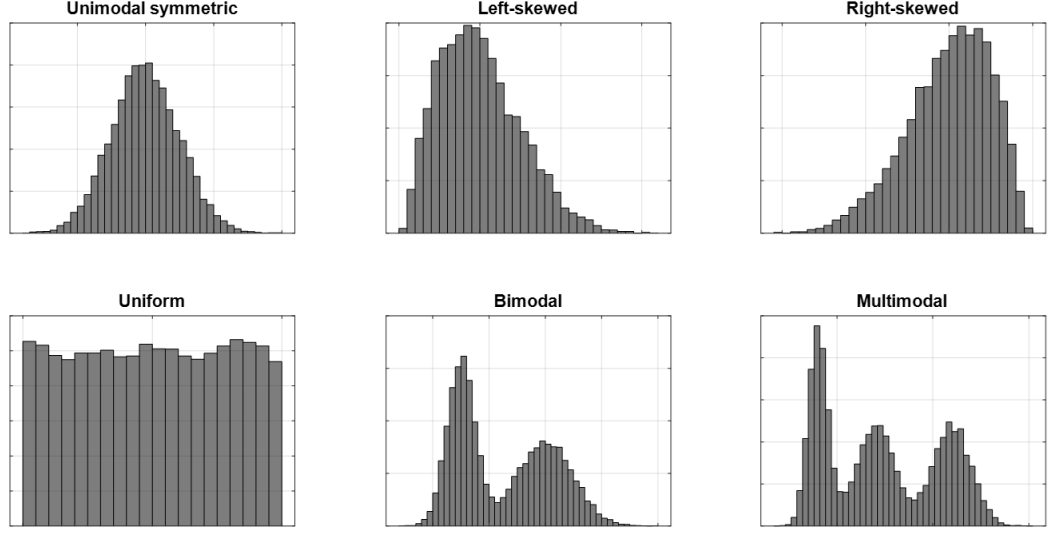 Unimodal symmetric
Left-skewed
Right-skewed
Uniform
Bimodal
Multimodal